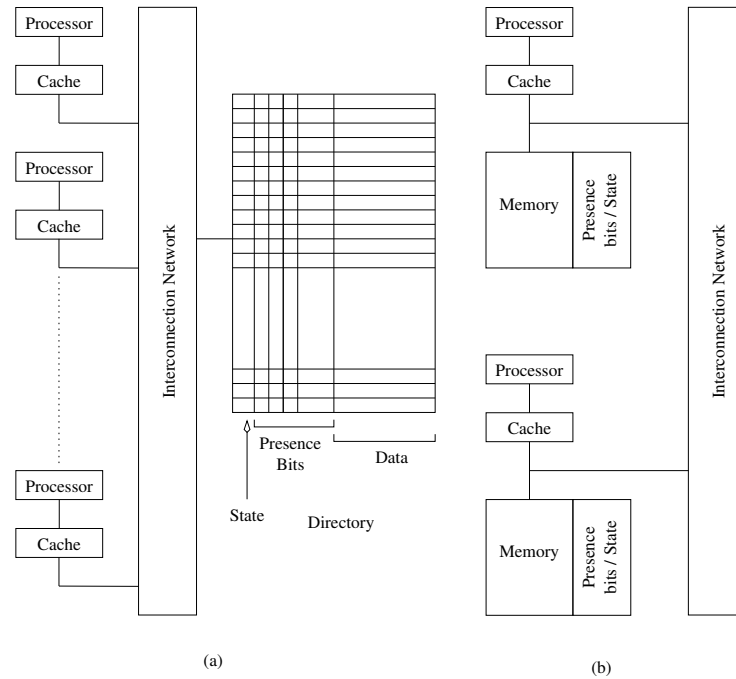 Processor
Cache
Processor
Cache
Processor
Cache
Interconnection Network
Presence
Bits
Data
State
Directory
(a)
Processor
Cache
Memory
Presence
bits / State
Processor
Cache
Memory
Presence
bits / State
Interconnection Network
(b)